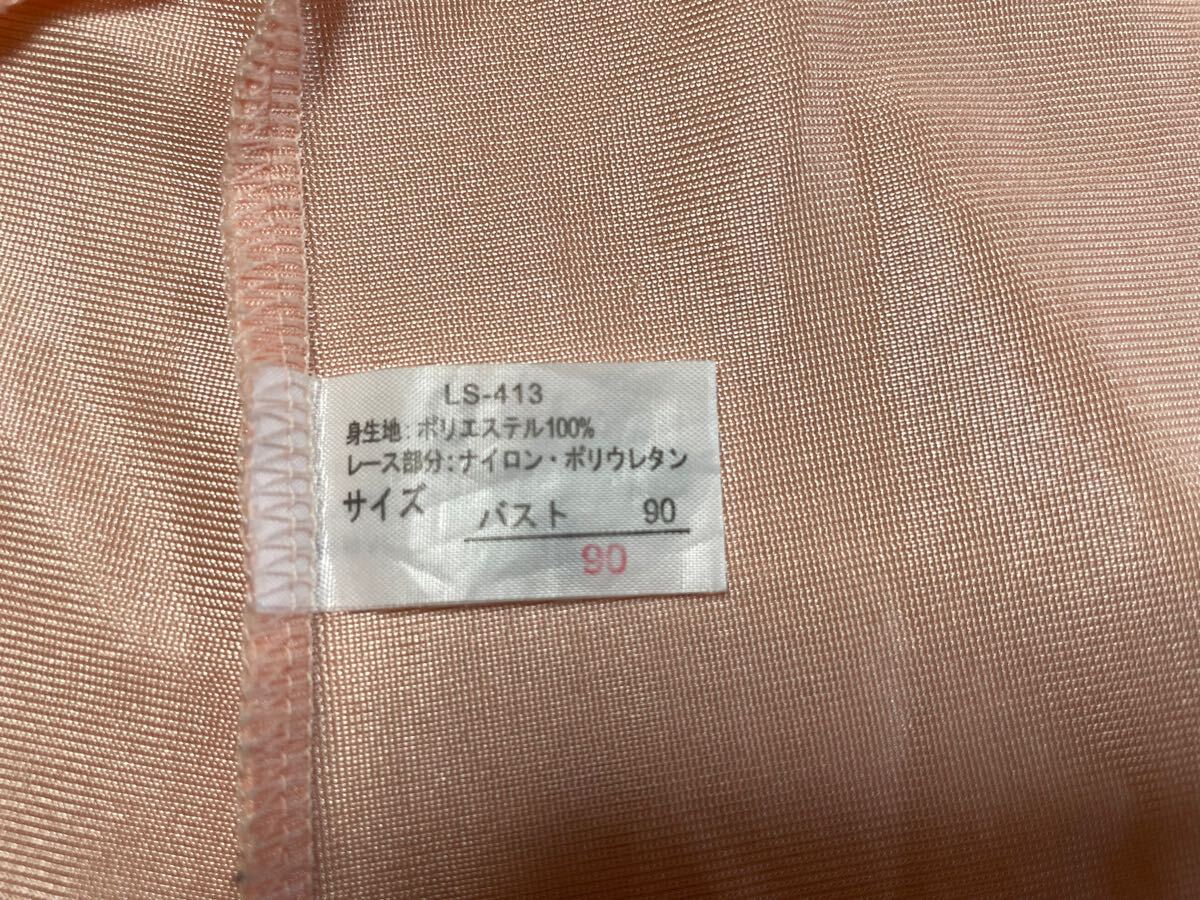 LS-413
身生地:ポリエステル100%
レース部分:ナイロン・ポリウレタン
サイズ バスト 90
90